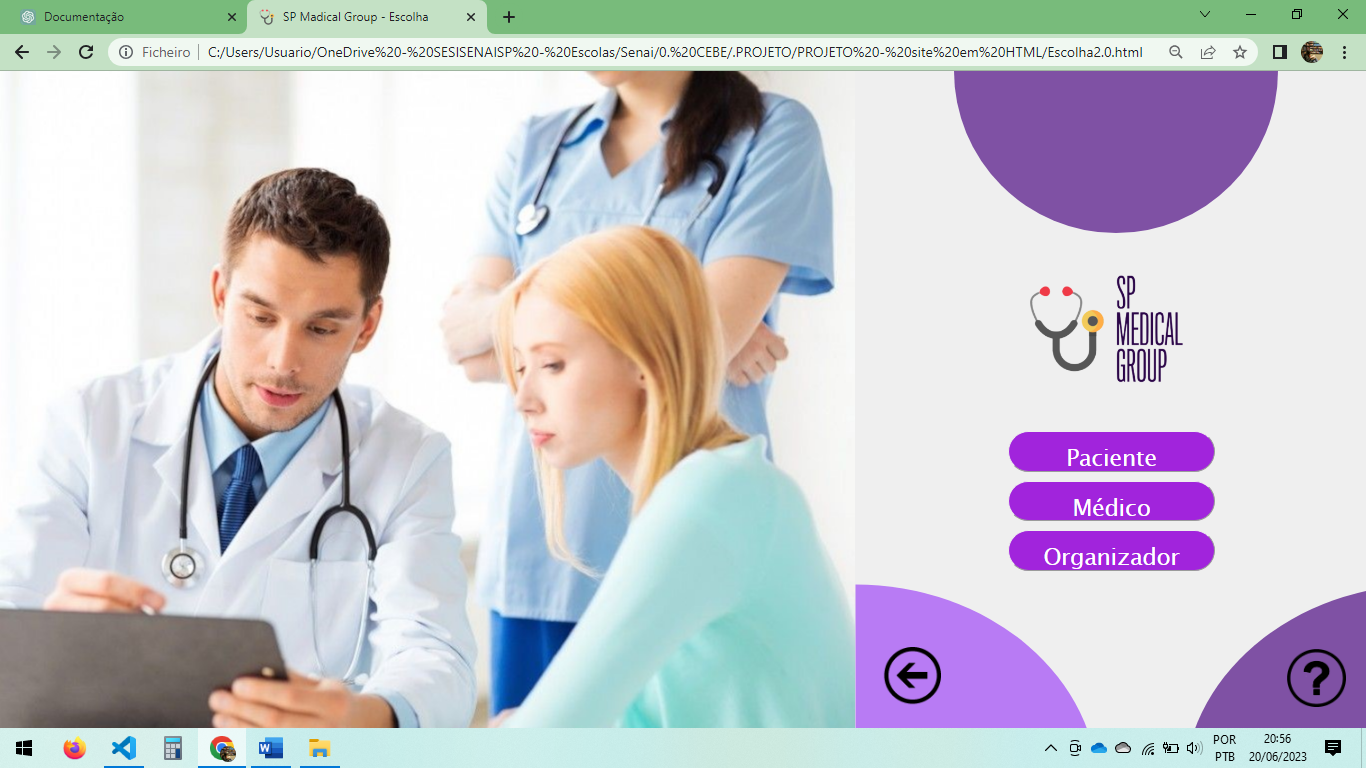 Documentação
SP Madical Group - Escolha
Ficheiro
C:/Users/Usuario/OneDrive%20-%20SESISENAISP%20-%20Escolas/Senai/0.%20CEBE/.PROJETO/PROJETO%20-%20site%20em%20HTML/Escolha2.0.html
SP
MEDICAL
GROUP
Paciente
Médico
Organizador
?
POR
PTB
20:56
20/06/2023